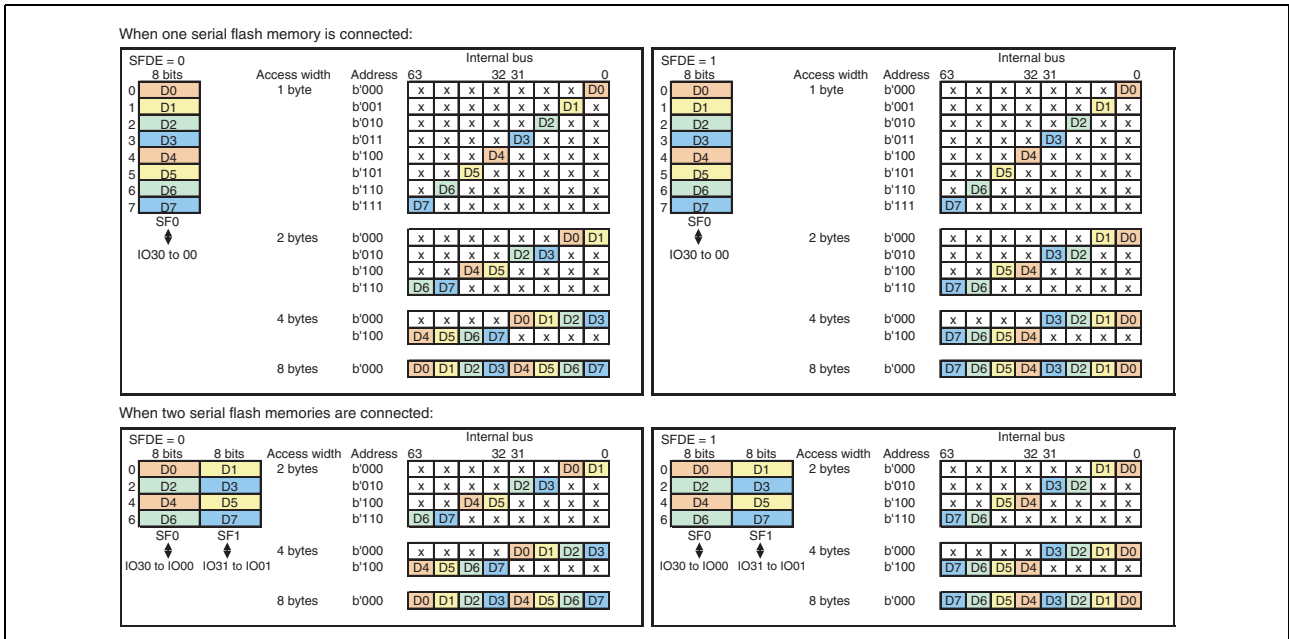 When one serial flash memory is connected:
SFDE = 0 Internal bus
8 bits Access width Address 63 32 31 0
0 D0 1 byte b'000 x x x x x x x D0
1 D1 b'001 x x x x x x D1 x
2 D2 b'010 x x x x x D2 x x
3 D3 b'011 x x x x D3 x x x
4 D4 b'100 x x x D4 x x x x
5 D5 b'101 x x D5 x x x x x
6 D6 b'110 x D6 x x x x x x
7 D7 b'111 D7 x x x x x x x
SF0
2 bytes b'000 x x x x x x D0 D1
IO30 to 00 b'010 x x x x D2 D3 x x
b'100 x x D4 D5 x x x x
b'110 D6 D7 x x x x x x
4 bytes b'000 x x x x D0 D1 D2 D3
b'100 D4 D5 D6 D7 x x x x
8 bytes b'000 D0 D1 D2 D3 D4 D5 D6 D7
SFDE = 1 Internal bus
8 bits Access width Address 63 32 31 0
0 D0 1 byte b'000 x x x x x x x D0
1 D1 b'001 x x x x x x D1 x
2 D2 b'010 x x x x x D2 x x
3 D3 b'011 x x x x D3 x x x
4 D4 b'100 x x x D4 x x x x
5 D5 b'101 x x D5 x x x x x
6 D6 b'110 x D6 x x x x x x
7 D7 b'111 D7 x x x x x x x
SF0
2 bytes b'000 x x x x x x D1 D0
IO30 to 00 b'010 x x x x D3 D2 x x
b'100 x x D5 D4 x x x x
b'110 D7 D6 x x x x x x
4 bytes b'000 x x x x D3 D2 D1 D0
b'100 D7 D6 D5 D4 x x x x
8 bytes b'000 D7 D6 D5 D4 D3 D2 D1 D0
When two serial flash memories are connected:
SFDE = 0 Internal bus
8 bits 8 bits Access width Address 63 32 31 0
0 D0 D1 2 bytes b'000 x x x x x x D0 D1
2 D2 D3 b'010 x x x x D2 D3 x x
4 D4 D5 b'100 x x D4 D5 x x x x
6 D6 D7 b'110 D6 D7 x x x x x x
SF0 SF1
4 bytes b'000 x x x x D0 D1 D2 D3
IO30 to IO00 IO31 to IO01 b'100 D4 D5 D6 D7 x x x x
8 bytes b'000 D0 D1 D2 D3 D4 D5 D6 D7
SFDE = 1 Internal bus
8 bits 8 bits Access width Address 63 32 31 0
0 D0 D1 2 bytes b'000 x x x x x x D1 D0
2 D2 D3 b'010 x x x x D3 D2 x x
4 D4 D5 b'100 x x D5 D4 x x x x
6 D6 D7 b'110 D7 D6 x x x x x x
SF0 SF1
4 bytes b'000 x x x x D3 D2 D1 D0
IO30 to IO00 IO31 to IO01 b'100 D7 D6 D5 D4 x x x x
8 bytes b'000 D7 D6 D5 D4 D3 D2 D1 D0